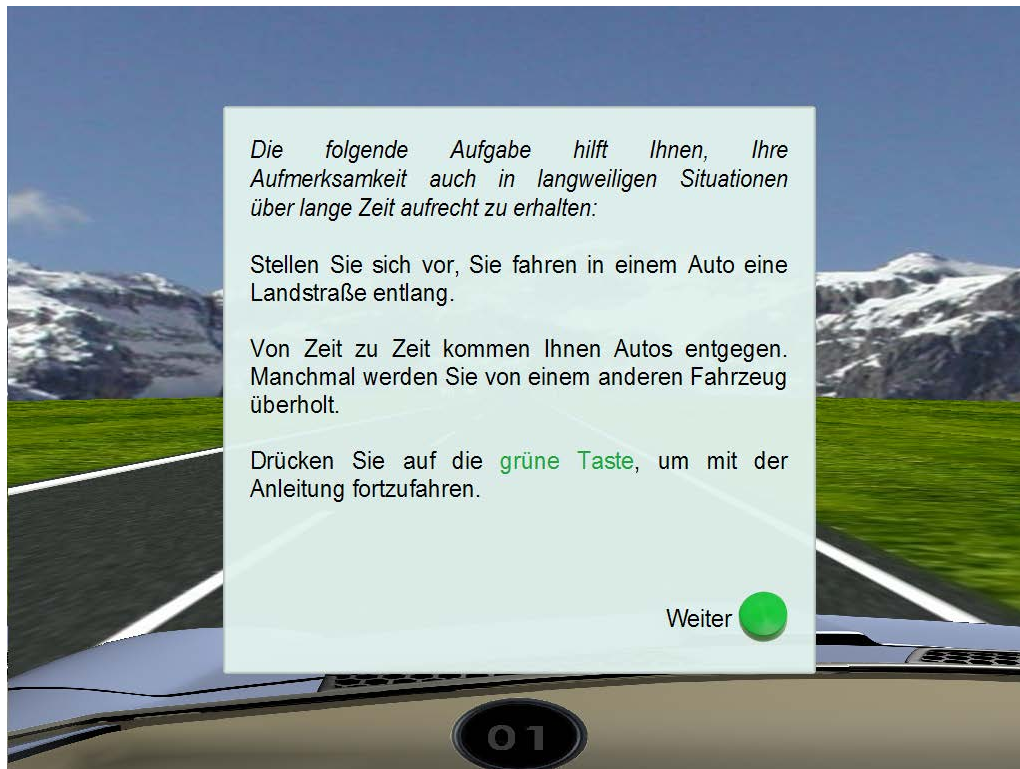 Die folgende Aufgabe hilft Ihnen, Ihre
Aufmerksamkeit auch in langweiligen Situationen
über lange Zeit aufrecht zu erhalten:
Stellen Sie sich vor, Sie fahren in einem Auto eine
Landstraße entlang.
Von Zeit zu Zeit kommen Ihnen Autos entgegen.
Manchmal werden Sie von einem anderen Fahrzeug
überholt.
Drücken Sie auf die grüne Taste, um mit der
Anleitung fortzufahren.
Weiter
01